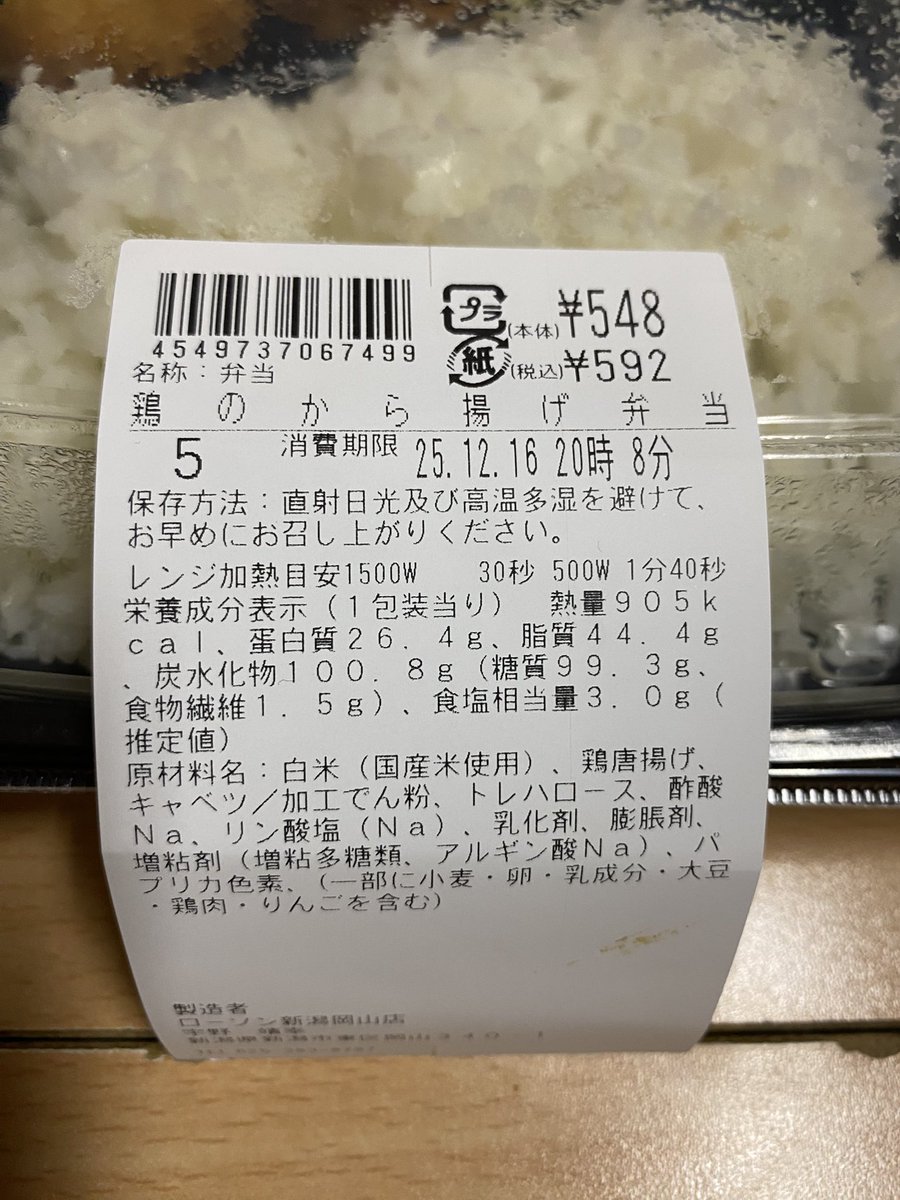 4549737067499
プラ
紙
(本体)¥548
(税込)¥592
名称：弁当
鶏のから揚げ弁当
5 消費期限 25.12.16 20時 8分
保存方法：直射日光及び高温多湿を避けて、
お早めにお召し上がりください。
レンジ加熱目安1500W 30秒 500W 1分40秒
栄養成分表示（1包装当り） 熱量905k
cal、蛋白質26.4g、脂質44.4g
、炭水化物100.8g（糖質99.3g、
食物繊維1.5g）、食塩相当量3.0g（
推定値）
原材料名：白米（国産米使用）、鶏唐揚げ、
キャベツ／加工でん粉、トレハロース、酢酸
Na、リン酸塩（Na）、乳化剤、膨脹剤、
増粘剤（増粘多糖類、アルギン酸Na）、パ
プリカ色素、（一部に小麦・卵・乳成分・大豆
・鶏肉・りんごを含む）
製造者
ローソン新潟岡山店